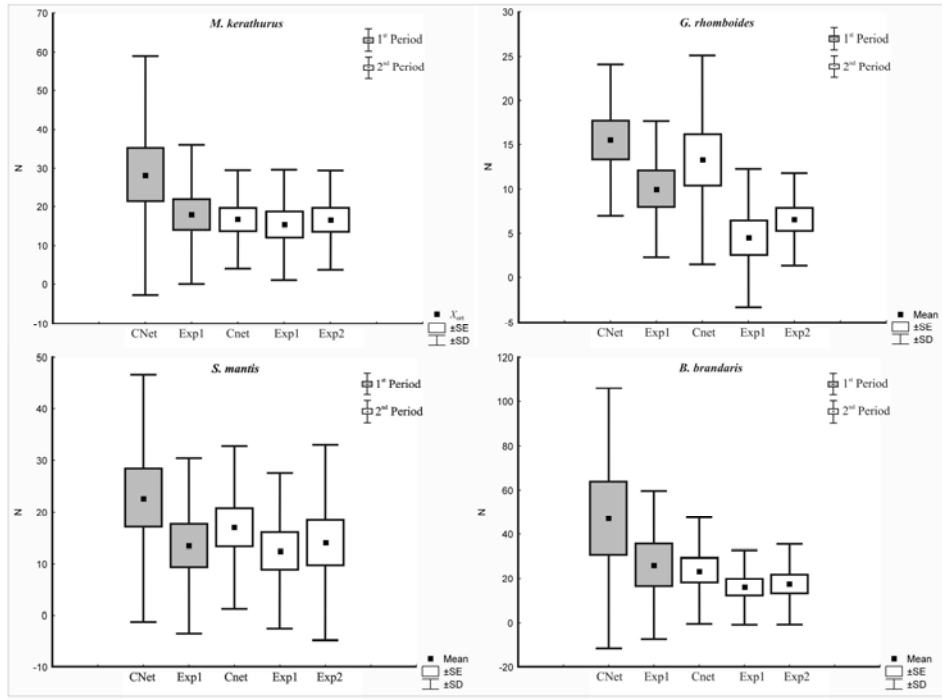 M. kerathurus
70
60
50
40
30
20
10
0
-10
N
1st Period
2nd Period
CNet Exp1 Cnet Exp1 Exp2
Xort
±SE
±SD
G. rhomboides
30
25
20
15
10
5
0
-5
N
1st Period
2nd Period
CNet Exp1 Cnet Exp1 Exp2
Mean
±SE
±SD
S. mantis
50
40
30
20
10
0
-10
N
1st Period
2nd Period
CNet Exp1 Cnet Exp1 Exp2
Mean
±SE
±SD
B. brandaris
120
100
80
60
40
20
0
-20
N
1st Period
2nd Period
CNet Exp1 Cnet Exp1 Exp2
Mean
±SE
±SD